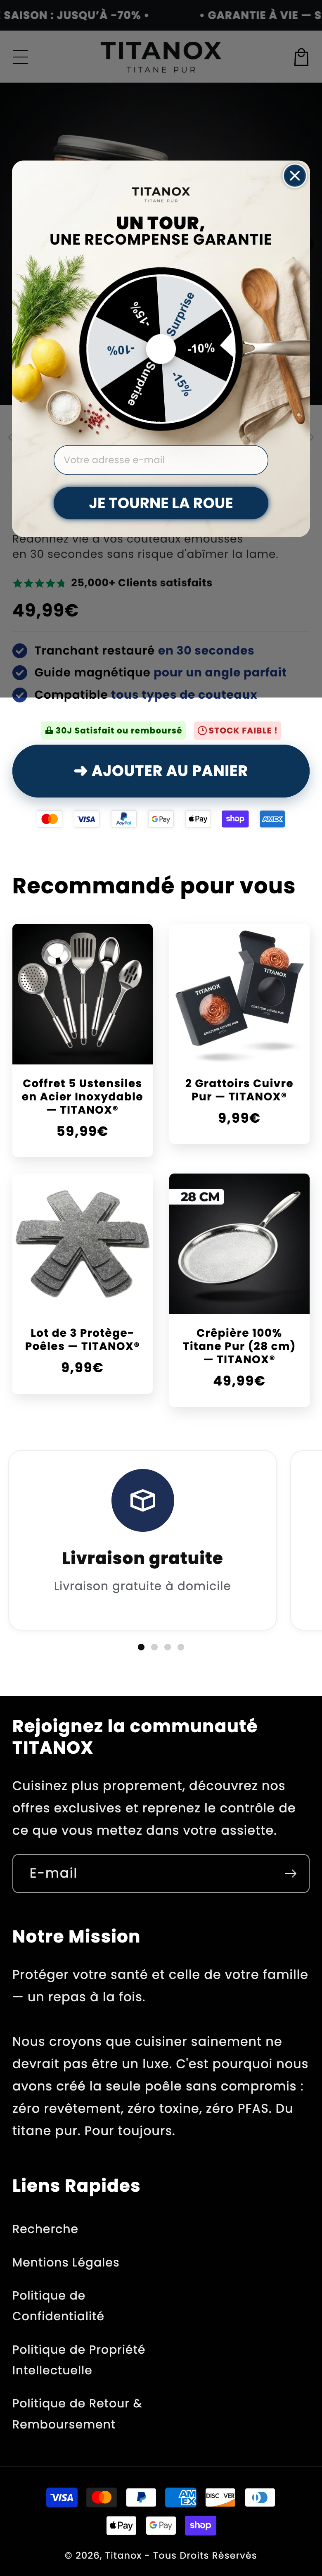 SAISON : JUSQU'À -70% •
• GARANTIE À VIE — S
TITANOX
TITANE PUR
TITANOX
TITANE PUR
UN TOUR,
UNE RECOMPENSE GARANTIE
-15%
Surprise
-10%
-10%
Surprise
-15%
Votre adresse e-mail
JE TOURNE LA ROUE
Redonnez vie à vos couteaux émoussés
en 30 secondes sans risque d'abîmer la lame.
25,000+ Clients satisfaits
49,99€
Tranchant restauré en 30 secondes
Guide magnétique pour un angle parfait
Compatible tous types de couteaux
30J Satisfait ou remboursé
STOCK FAIBLE !
➜ AJOUTER AU PANIER
VISA
PayPal
G Pay
Pay
shop
AMEX
Recommandé pour vous
TITANOX
TITANOX
28 CM
Coffret 5 Ustensiles
en Acier Inoxydable
— TITANOX®
59,99€
2 Grattoirs Cuivre
Pur — TITANOX®
9,99€
Lot de 3 Protège-
Poêles — TITANOX®
9,99€
Crêpière 100%
Titane Pur (28 cm)
— TITANOX®
49,99€
Livraison gratuite
Livraison gratuite à domicile
Rejoignez la communauté
TITANOX
Cuisinez plus proprement, découvrez nos
offres exclusives et reprenez le contrôle de
ce que vous mettez dans votre assiette.
E-mail
Notre Mission
Protéger votre santé et celle de votre famille
— un repas à la fois.
Nous croyons que cuisiner sainement ne
devrait pas être un luxe. C'est pourquoi nous
avons créé la seule poêle sans compromis :
zéro revêtement, zéro toxine, zéro PFAS. Du
titane pur. Pour toujours.
Liens Rapides
Recherche
Mentions Légales
Politique de
Confidentialité
Politique de Propriété
Intellectuelle
Politique de Retour &
Remboursement
VISA
AMEX
DISCOVER
Pay
G Pay
shop
© 2026, Titanox - Tous Droits Réservés